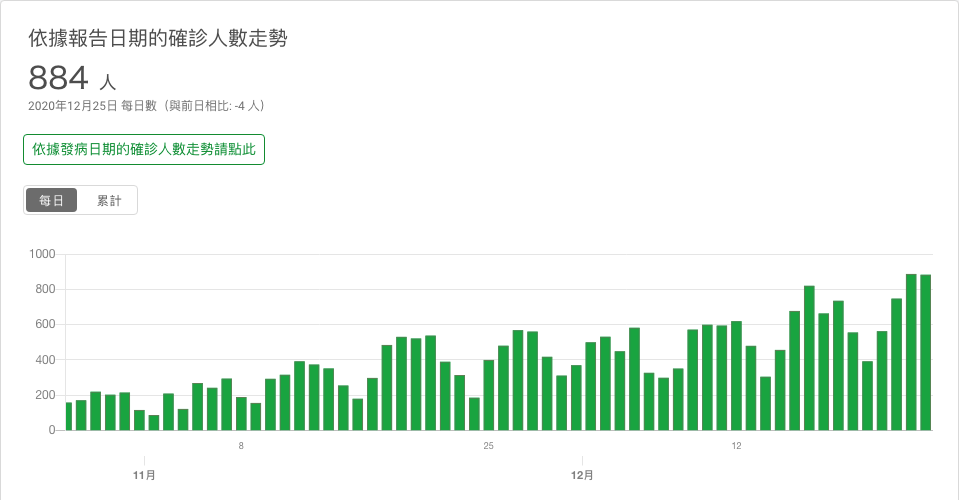 依據報告日期的確診人數走勢
884 人
2020年12月25日 每日數（與前日相比: -4 人）
依據發病日期的確診人數走勢請點此
每日 累計
1000
800
600
400
200
0
8 25 12
11月 12月